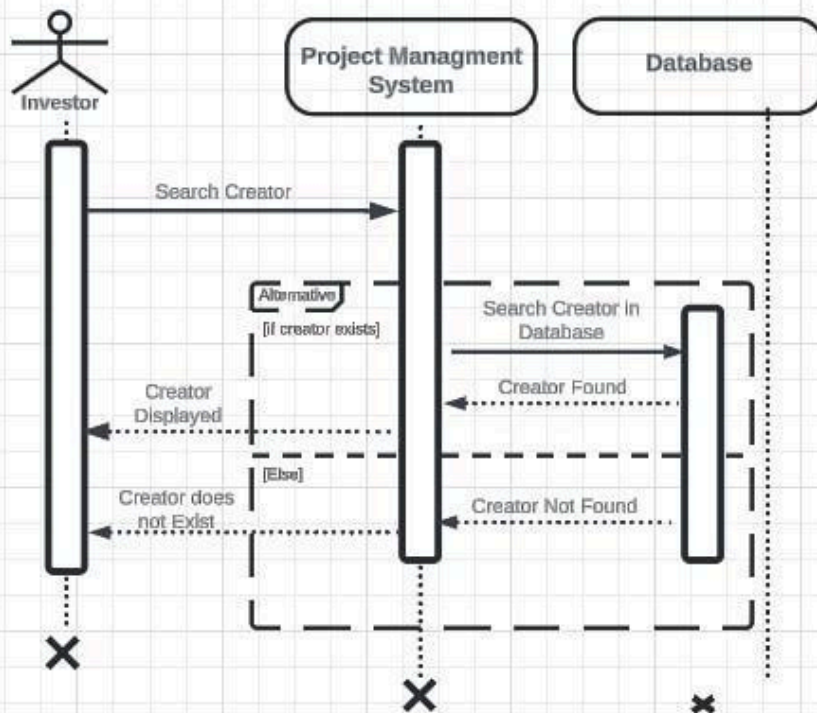 Investor
Project Managment
System
Database
Search Creator
Alternative
[if creator exists]
Search Creator in
Database
Creator Found
Creator
Displayed
[Else]
Creator Not Found
Creator does
not Exist